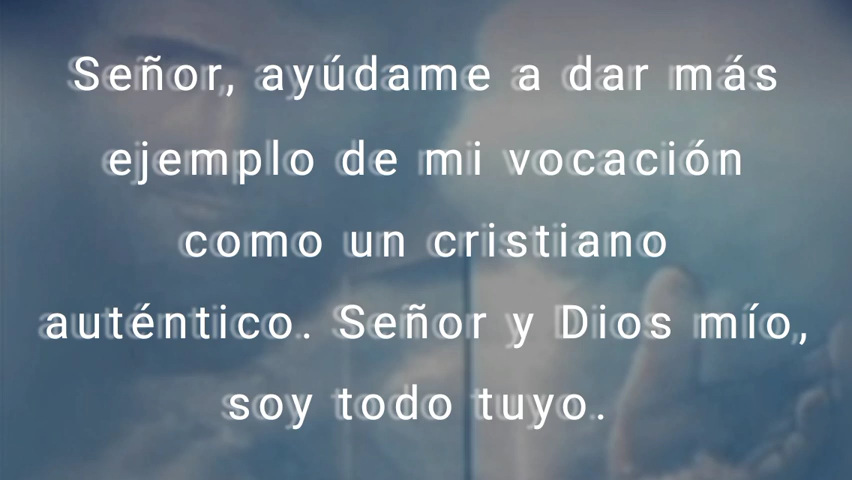 Señor, ayúdame a dar más
ejemplo de mi vocación
como un cristiano
auténtico. Señor y Dios mío,
soy todo tuyo.